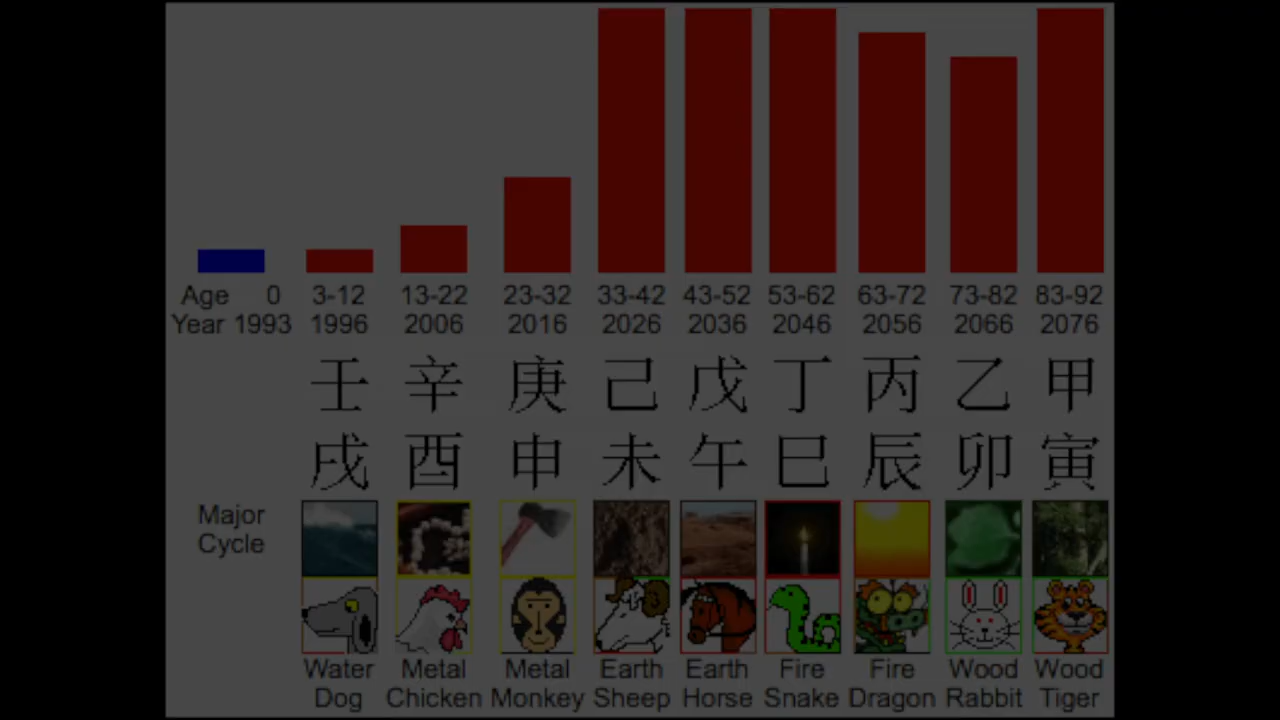 Age 0 3-12 13-22 23-32 33-42 43-52 53-62 63-72 73-82 83-92
Year 1993 1996 2006 2016 2026 2036 2046 2056 2066 2076
壬 辛 庚 己 戊 丁 丙 乙 甲
戌 酉 申 未 午 巳 辰 卯 寅
Major
Cycle
Water Metal Metal Earth Earth Fire Fire Wood Wood
Dog Chicken Monkey Sheep Horse Snake Dragon Rabbit Tiger